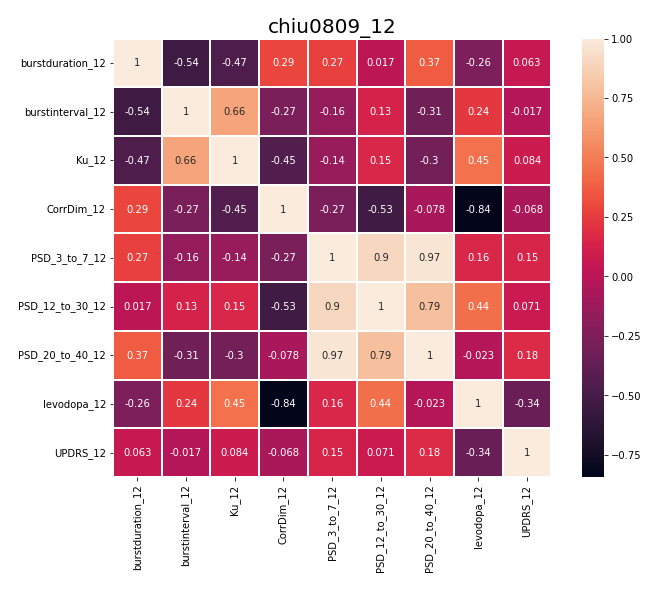 chiu0809_12
burstduration_12 1 -0.54 -0.47 0.29 0.27 0.017 0.37 -0.26 0.063
burstinterval_12 -0.54 1 0.66 -0.27 -0.16 0.13 -0.31 0.24 -0.017
Ku_12 -0.47 0.66 1 -0.45 -0.14 0.15 -0.3 0.45 0.084
CorrDim_12 0.29 -0.27 -0.45 1 -0.27 -0.53 -0.078 -0.84 -0.068
PSD_3_to_7_12 0.27 -0.16 -0.14 -0.27 1 0.9 0.97 0.16 0.15
PSD_12_to_30_12 0.017 0.13 0.15 -0.53 0.9 1 0.79 0.44 0.071
PSD_20_to_40_12 0.37 -0.31 -0.3 -0.078 0.97 0.79 1 -0.023 0.18
levodopa_12 -0.26 0.24 0.45 -0.84 0.16 0.44 -0.023 1 -0.34
UPDRS_12 0.063 -0.017 0.084 -0.068 0.15 0.071 0.18 -0.34 1
burstduration_12
burstinterval_12
Ku_12
CorrDim_12
PSD_3_to_7_12
PSD_12_to_30_12
PSD_20_to_40_12
levodopa_12
UPDRS_12
1.00
0.75
0.50
0.25
0.00
−0.25
−0.50
−0.75